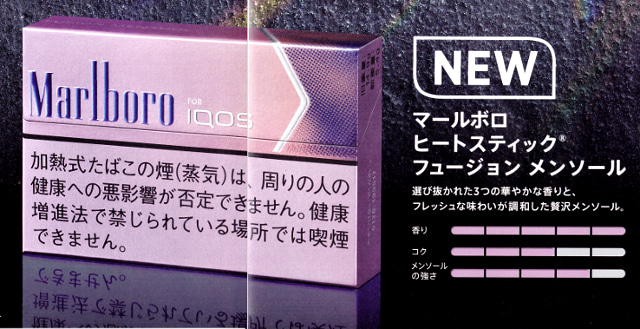 Marlboro
FOR
IQOS
加熱式たばこの煙(蒸気)は、周りの人の
健康への悪影響が否定できません。健康
増進法で禁じられている場所では喫煙
できません。
NEW
マールボロ
ヒートスティック®
フュージョン メンソール
選び抜かれた3つの華やかな香りと、
フレッシュな味わいが調和した贅沢メンソール。
香り
コク
メンソール
の強さ